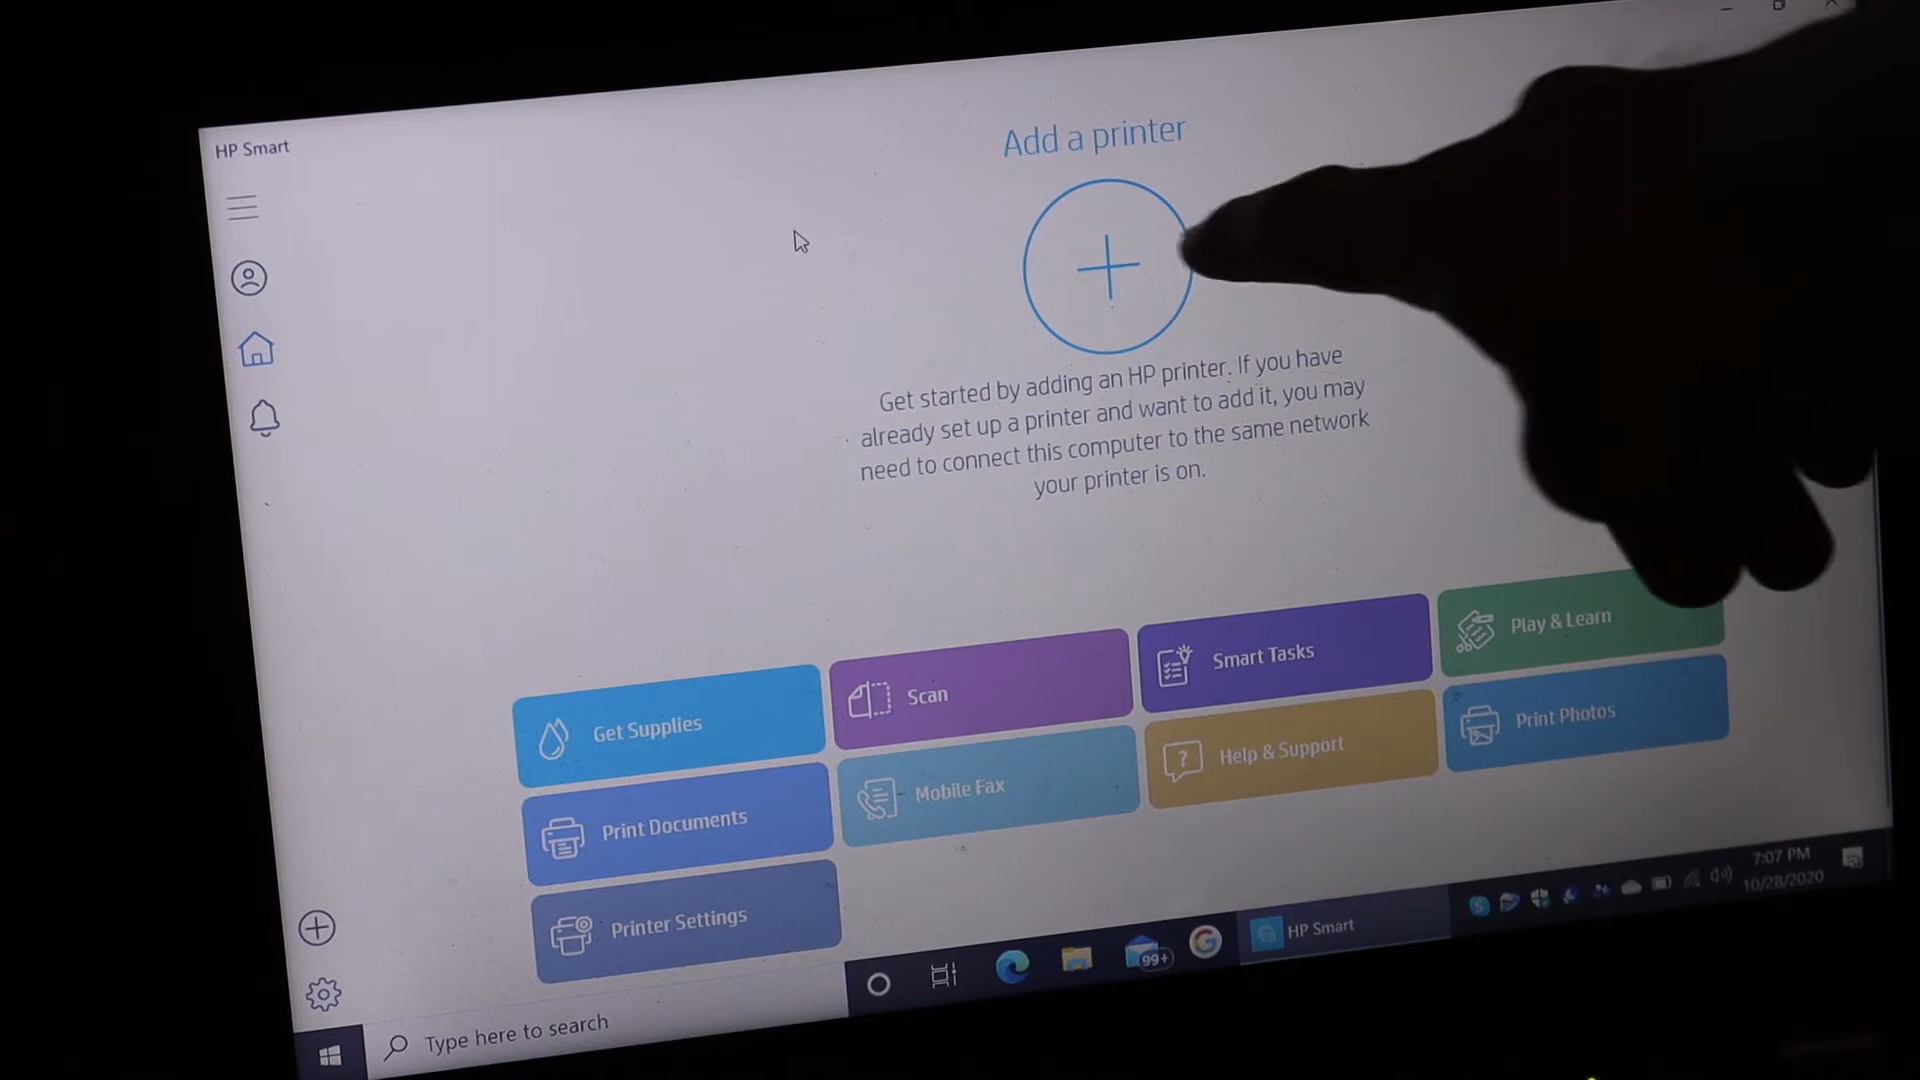 HP Smart
Add a printer
Get started by adding an HP printer. If you have
already set up a printer and want to add it, you may
need to connect this computer to the same network
your printer is on.
Get Supplies
Scan
Smart Tasks
Play & Learn
Print Documents
Mobile Fax
Help & Support
Print Photos
Printer Settings
Type here to search
99+
HP Smart
7:07 PM
10/28/2020